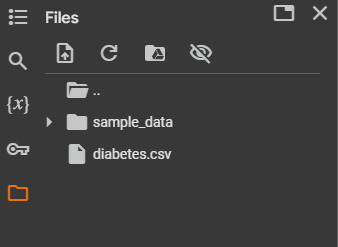 Files
..
{x}
sample_data
diabetes.csv